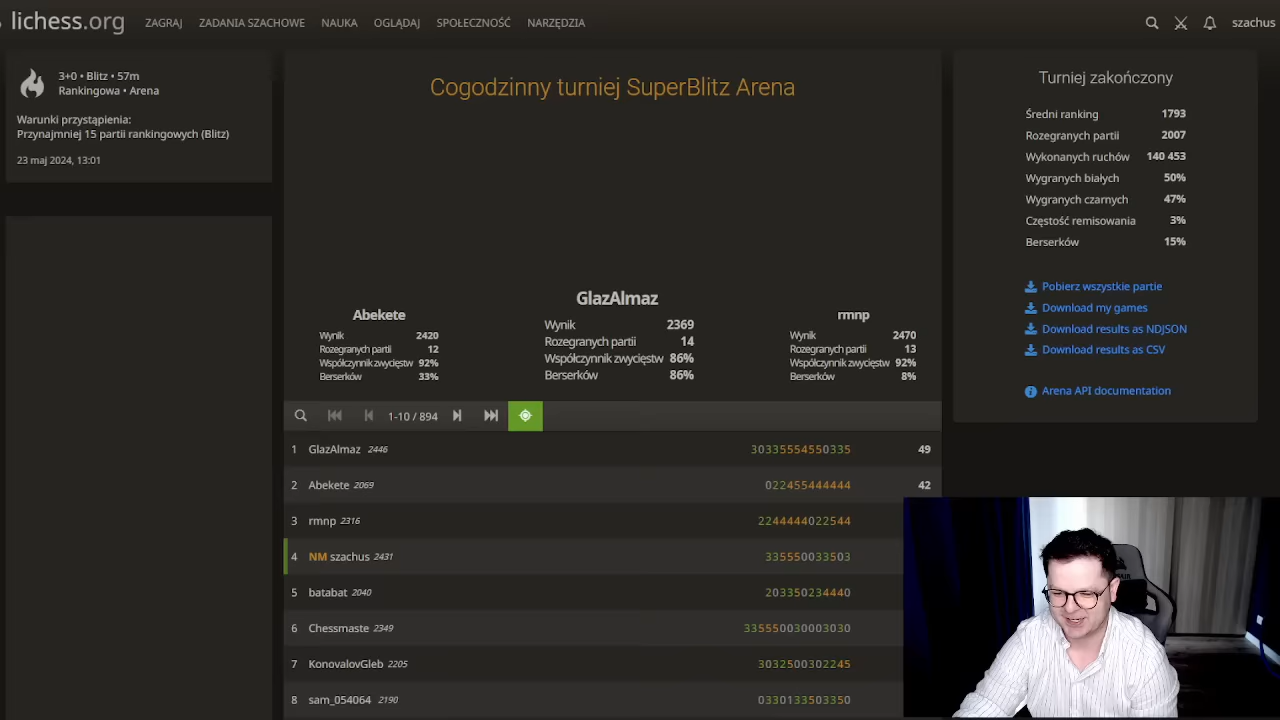 lichess.org ZAGRAJ ZADANIA SZACHOWE NAUKA OGLĄDAJ SPOŁECZNOŚĆ NARZĘDZIA szachus
3+0 • Blitz • 57m
Rankingowa • Arena
Warunki przystąpienia:
Przynajmniej 15 partii rankingowych (Blitz)
23 maj 2024, 13:01
Cogodzinny turniej SuperBlitz Arena
GlazAlmaz
Wynik 2369
Rozegranych partii 14
Współczynnik zwycięstw 86%
Berserków 86%
Abekete
Wynik 2420
Rozegranych partii 12
Współczynnik zwycięstw 92%
Berserków 33%
rmnp
Wynik 2470
Rozegranych partii 13
Współczynnik zwycięstw 92%
Berserków 8%
1-10 / 894
1 GlazAlmaz 2446 30335554550335 49
2 Abekete 2069 022455444444 42
3 rmnp 2316 2244444022544
4 NM szachus 2431 335550033503
5 batabat 2040 203350234440
6 Chessmaste 2349 335550030003030
7 KonovalovGleb 2205 3032500302245
8 sam_054064 2190 0330133503350
Turniej zakończony
Średni ranking 1793
Rozegranych partii 2007
Wykonanych ruchów 140 453
Wygranych białych 50%
Wygranych czarnych 47%
Częstość remisowania 3%
Berserków 15%
Pobierz wszystkie partie
Download my games
Download results as NDJSON
Download results as CSV
Arena API documentation